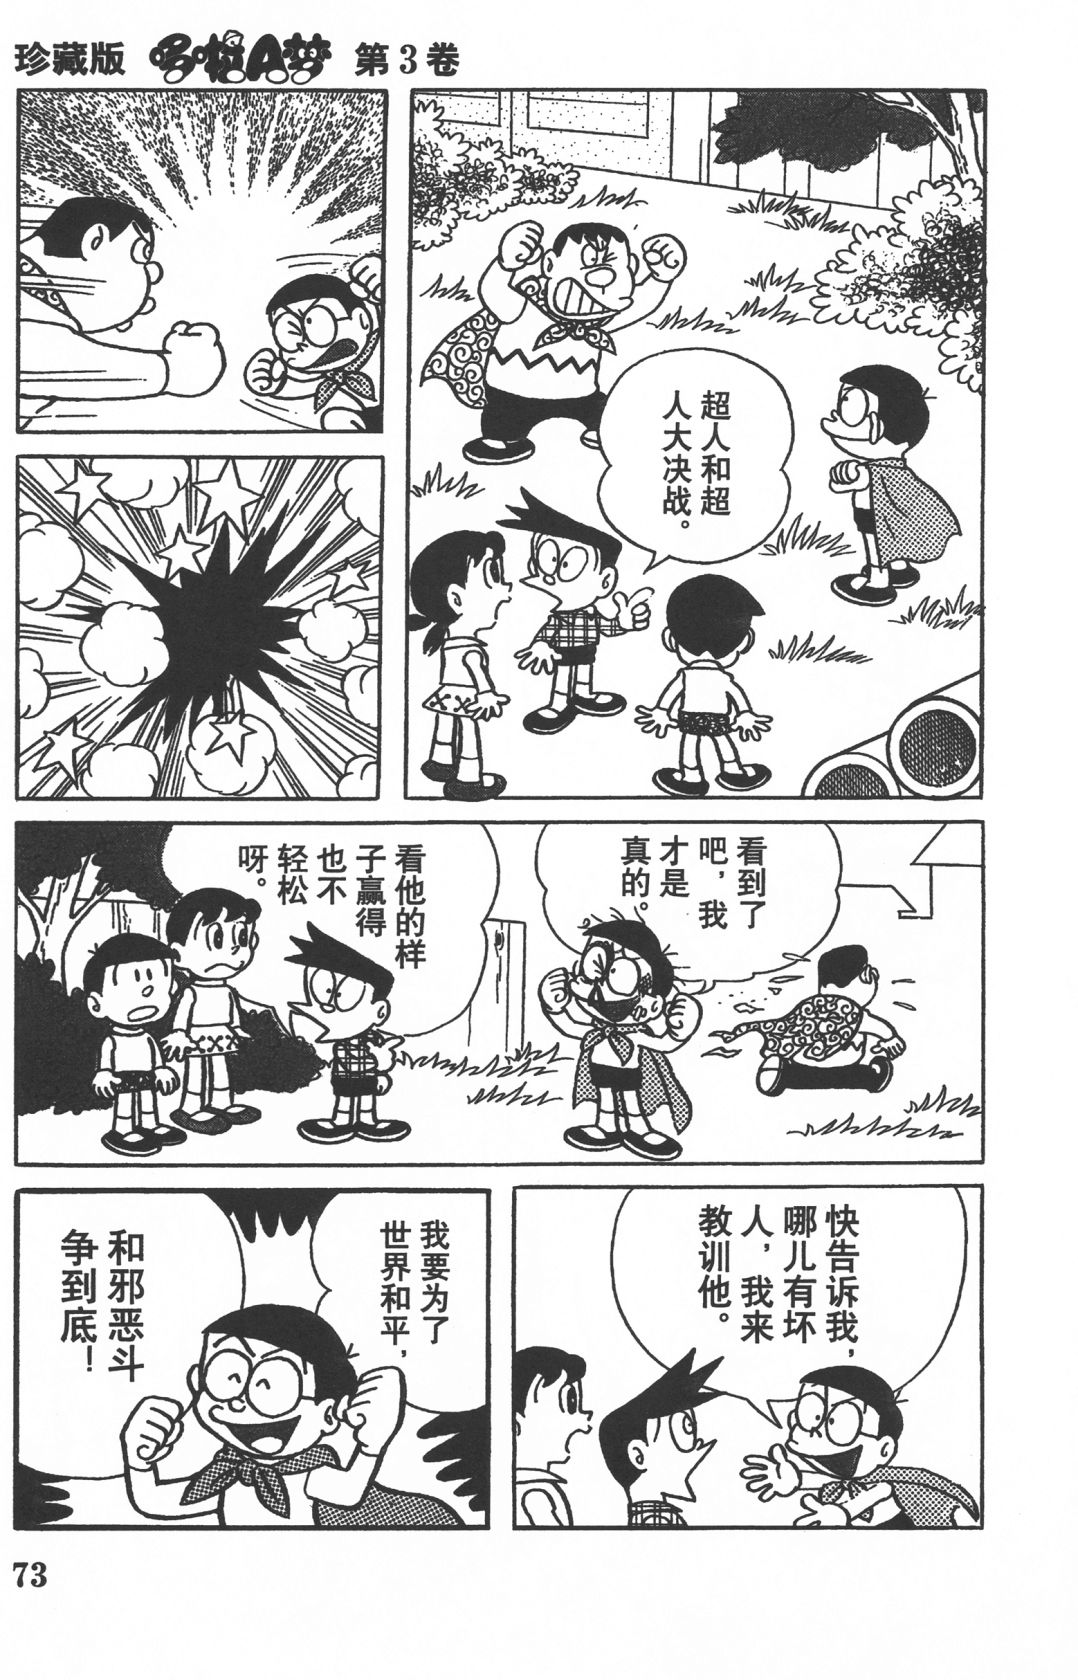 珍藏版 哆啦A梦 第3卷
超人和超
人大决战。
看到了
吧，我
才是
真的。
看他的样
子赢得
也不
轻松
呀。
快告诉我，
哪儿有坏
人，我来
教训他。
我要为了
世界和平，
和邪恶斗
争到底！
73